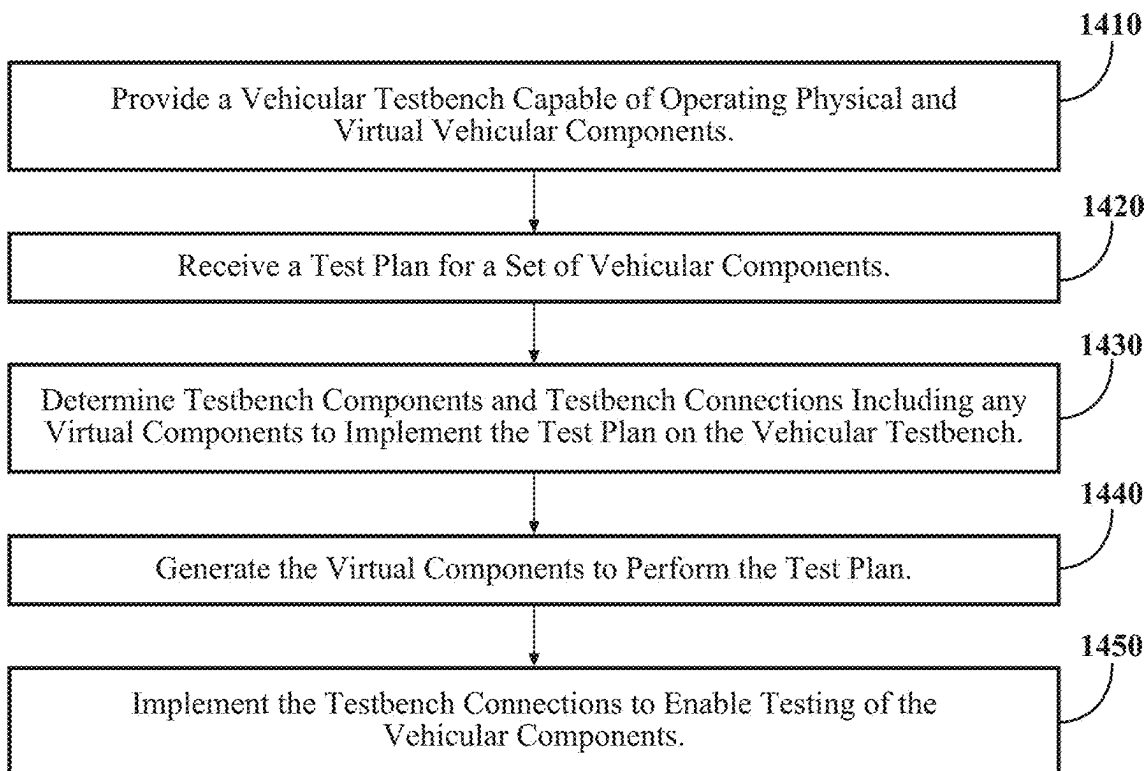 1410
Provide a Vehicular Testbench Capable of Operating Physical and
Virtual Vehicular Components.
1420
Receive a Test Plan for a Set of Vehicular Components.
1430
Determine Testbench Components and Testbench Connections Including any
Virtual Components to Implement the Test Plan on the Vehicular Testbench.
1440
Generate the Virtual Components to Perform the Test Plan.
1450
Implement the Testbench Connections to Enable Testing of the
Vehicular Components.